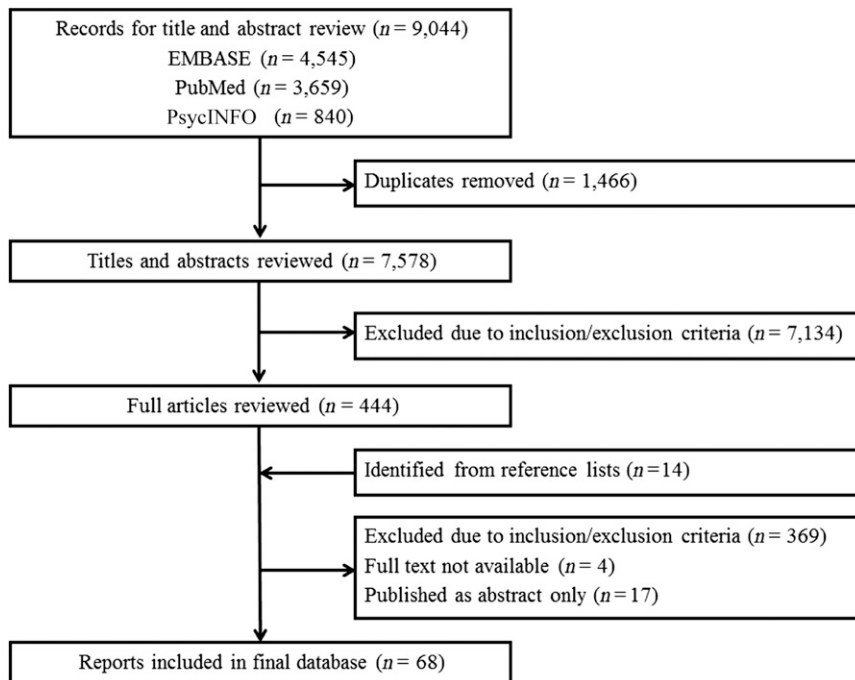 Records for title and abstract review (n = 9,044)
EMBASE (n = 4,545)
PubMed (n = 3,659)
PsycINFO (n = 840)
Duplicates removed (n = 1,466)
Titles and abstracts reviewed (n = 7,578)
Excluded due to inclusion/exclusion criteria (n = 7,134)
Full articles reviewed (n = 444)
Identified from reference lists (n =14)
Excluded due to inclusion/exclusion criteria (n = 369)
Full text not available (n = 4)
Published as abstract only (n = 17)
Reports included in final database (n = 68)